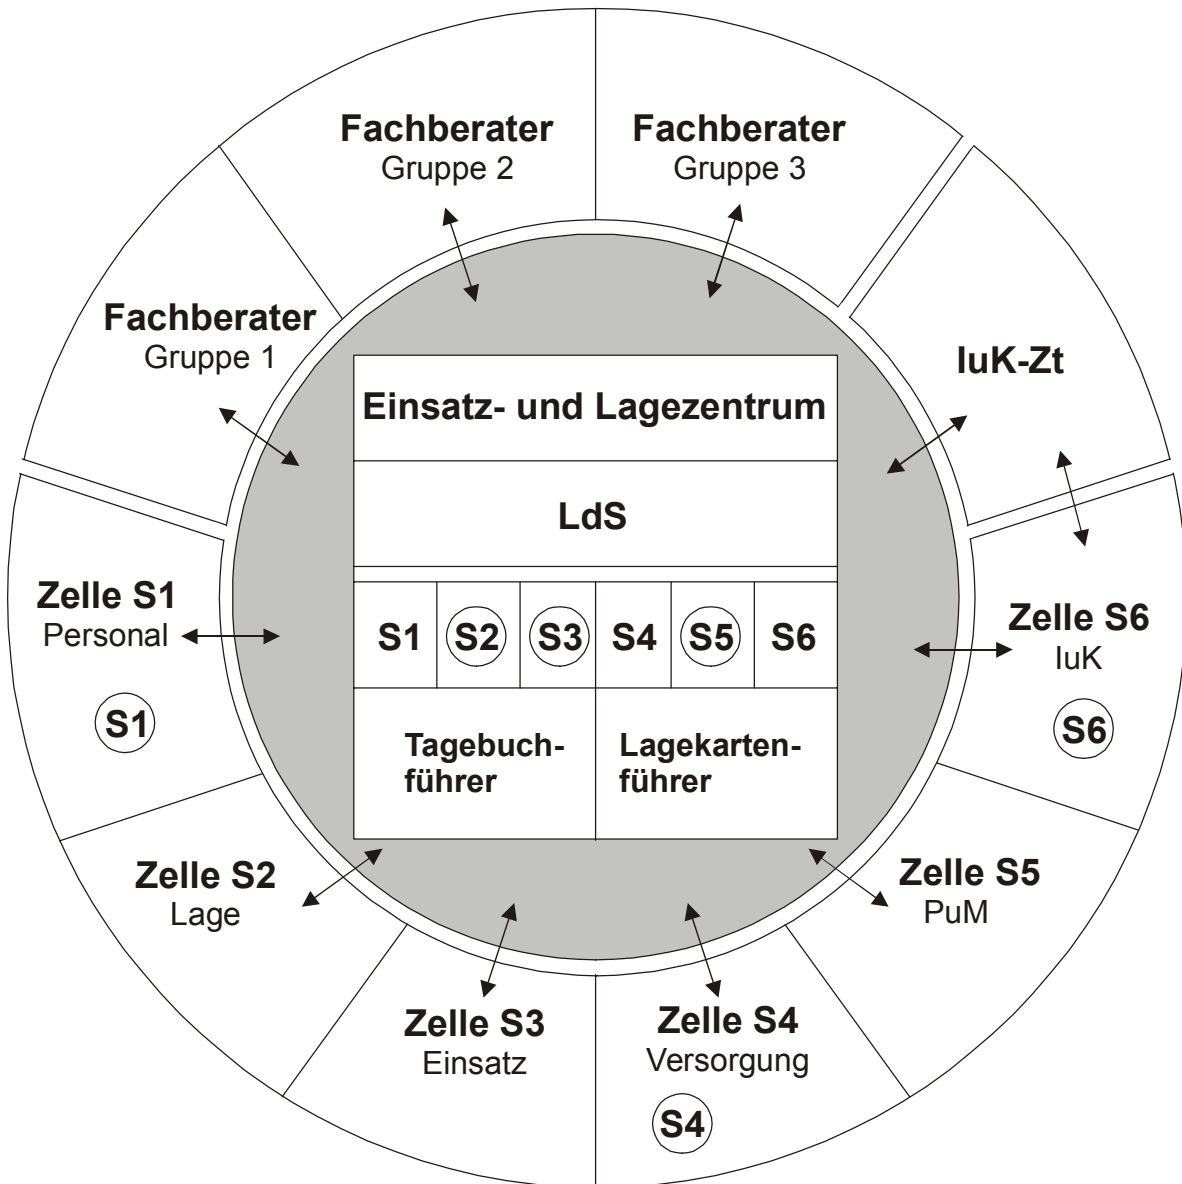 Fachberater
Gruppe 2
Fachberater
Gruppe 3
Fachberater
Gruppe 1
IuK-Zt
Einsatz- und Lagezentrum
LdS
S1 S2 S3 S4 S5 S6
Tagebuch-
führer
Lagekarten-
führer
Zelle S1
Personal
S1
Zelle S6
IuK
S6
Zelle S2
Lage
Zelle S5
PuM
Zelle S3
Einsatz
Zelle S4
Versorgung
S4